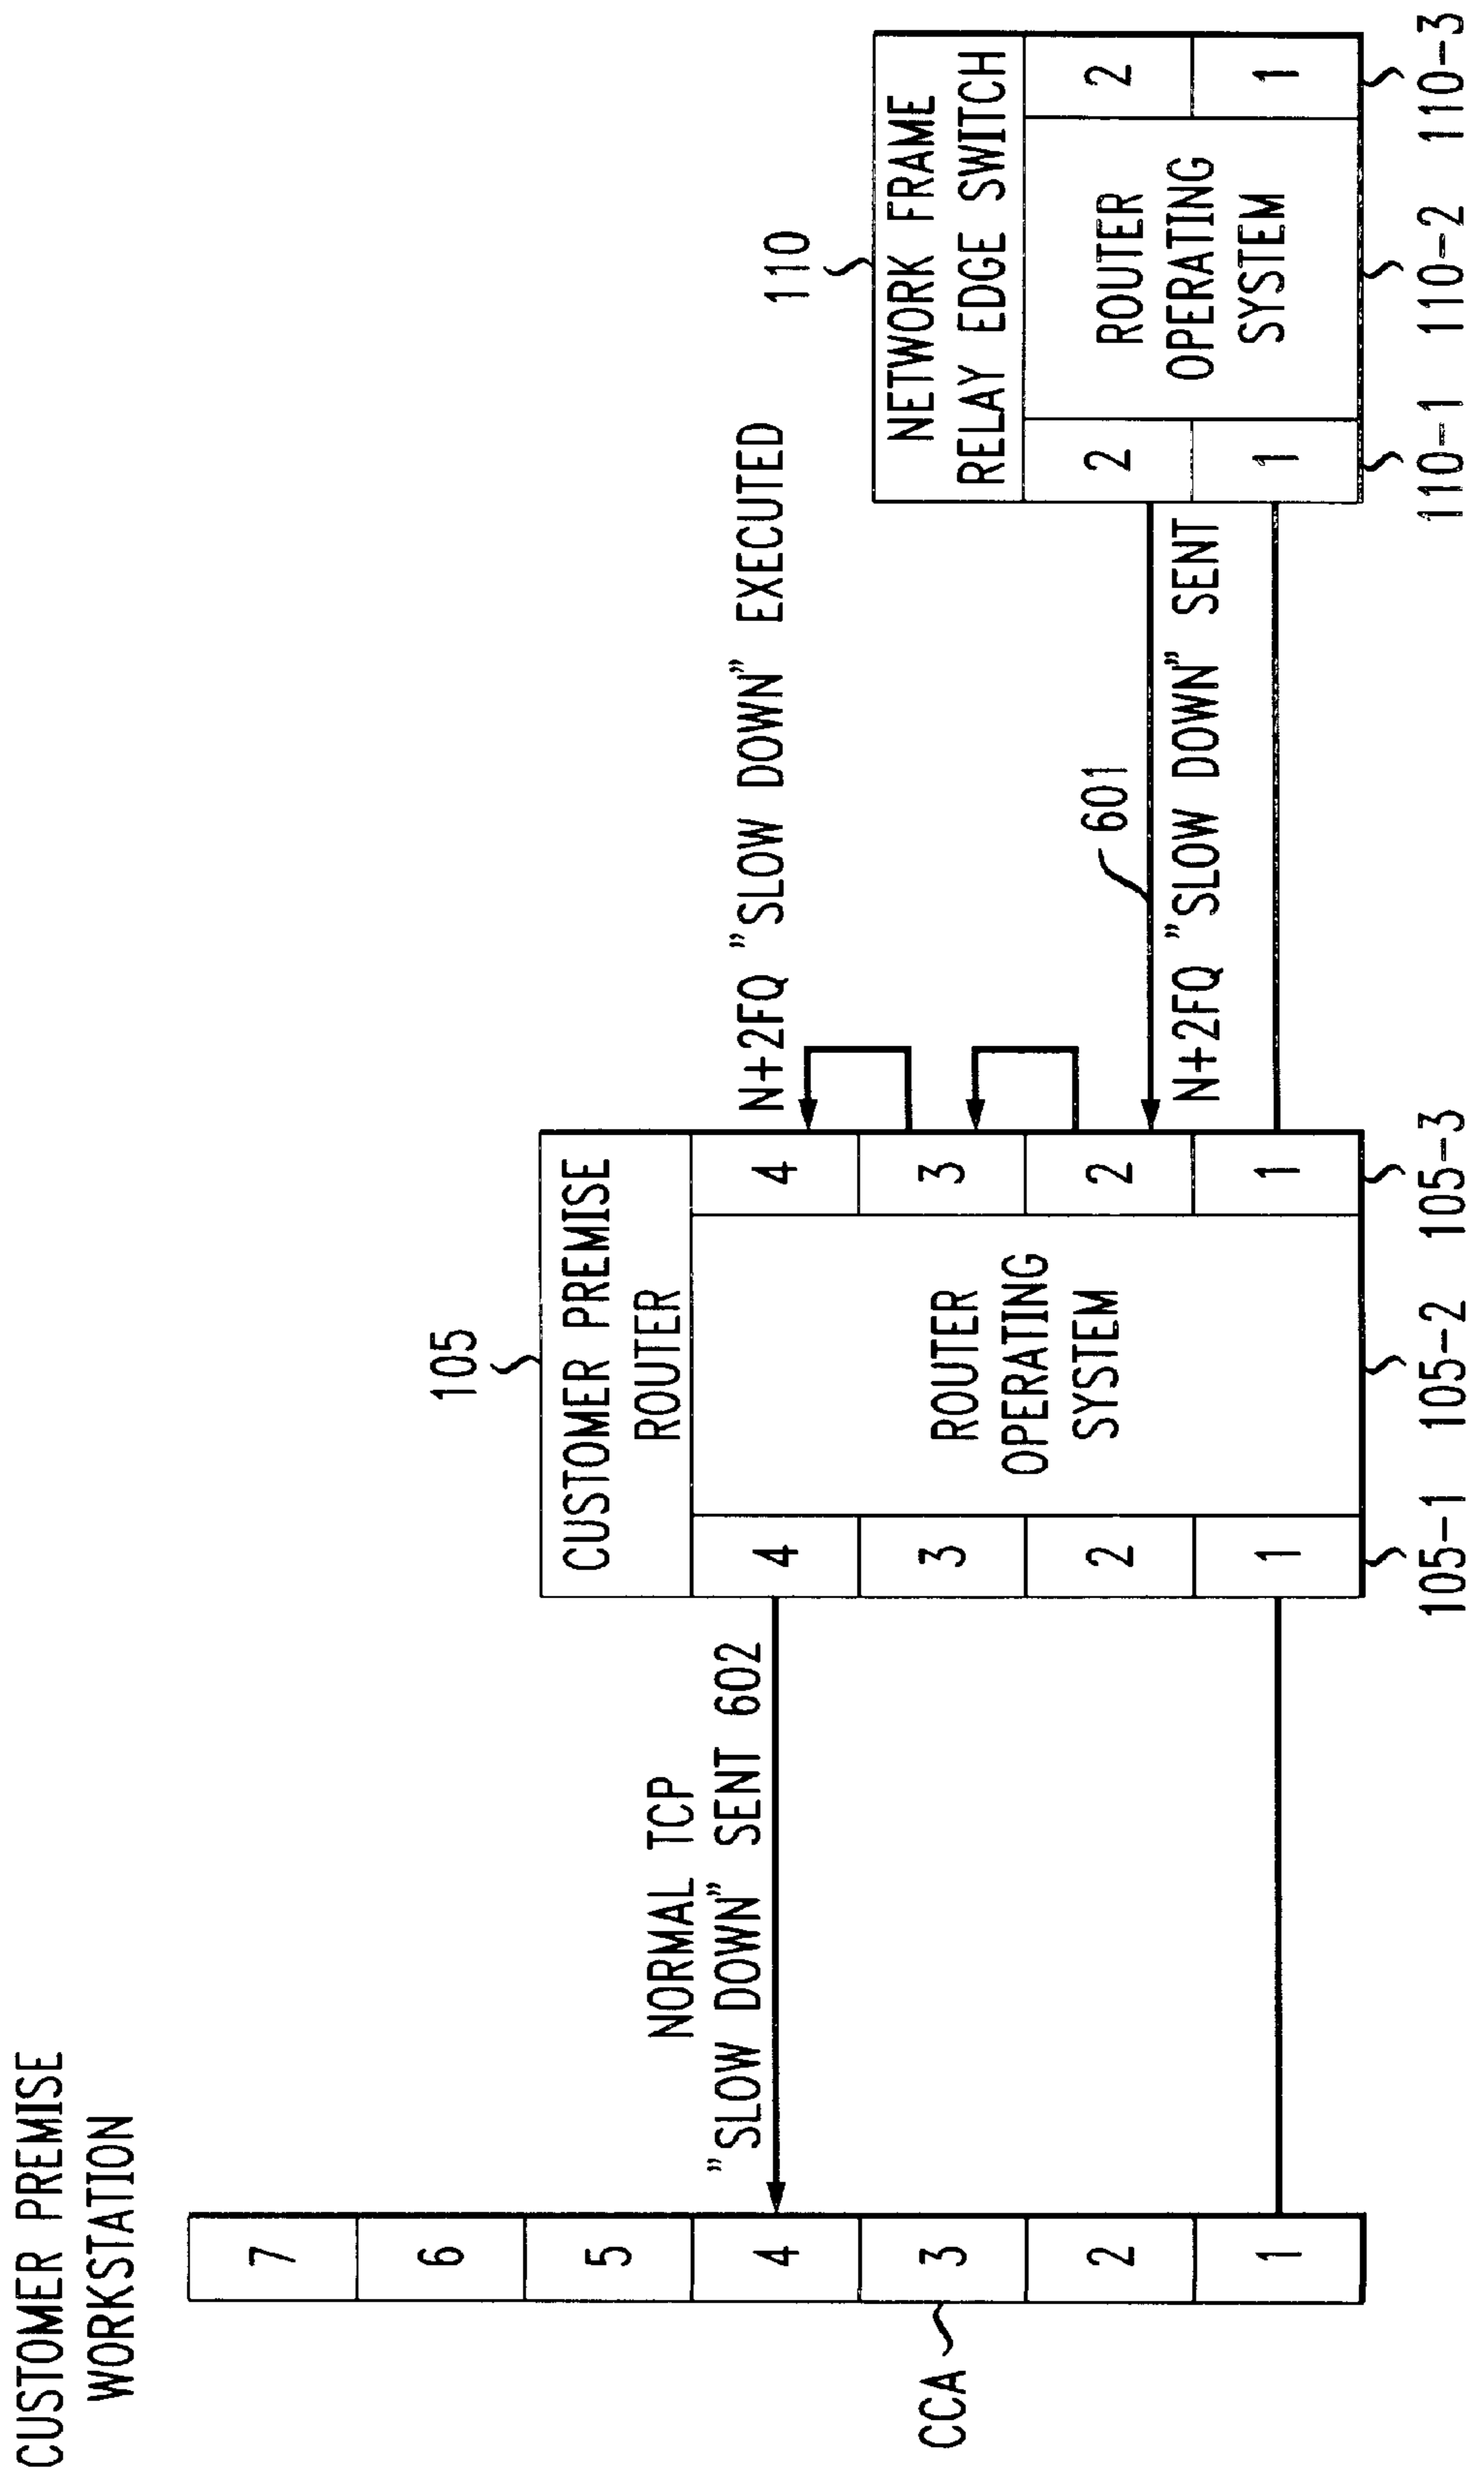 CUSTOMER PREMISE
WORKSTATION
7
6
5
4
3
2
1
CCA
NORMAL TCP
"SLOW DOWN" SENT 602
105
CUSTOMER PREMISE
ROUTER
4
3
2
1
ROUTER
OPERATING
SYSTEM
4
3
2
1
105-1
105-2
105-3
N+2FQ "SLOW DOWN" EXECUTED
601
N+2FQ "SLOW DOWN" SENT
110
NETWORK FRAME
RELAY EDGE SWITCH
2
1
ROUTER
OPERATING
SYSTEM
2
1
110-1
110-2
110-3